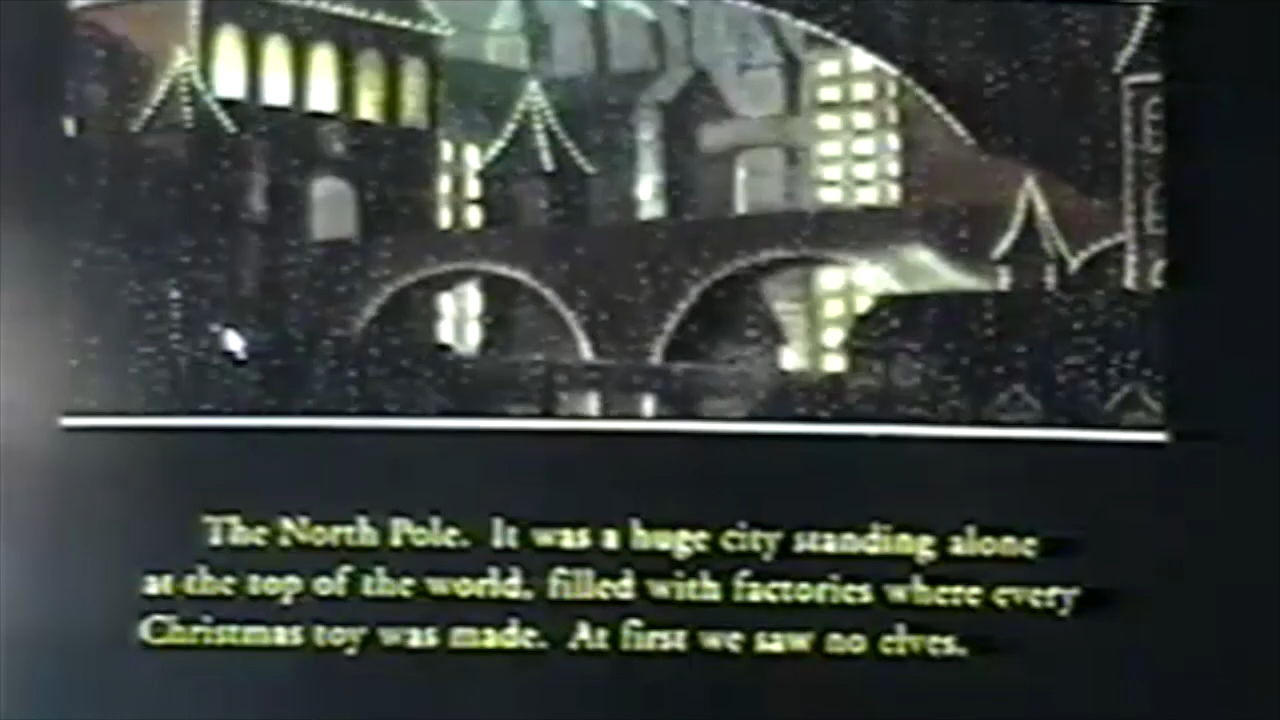 The North Pole. It was a huge city standing alone
at the top of the world, filled with factories where every
Christmas toy was made. At first we saw no elves.